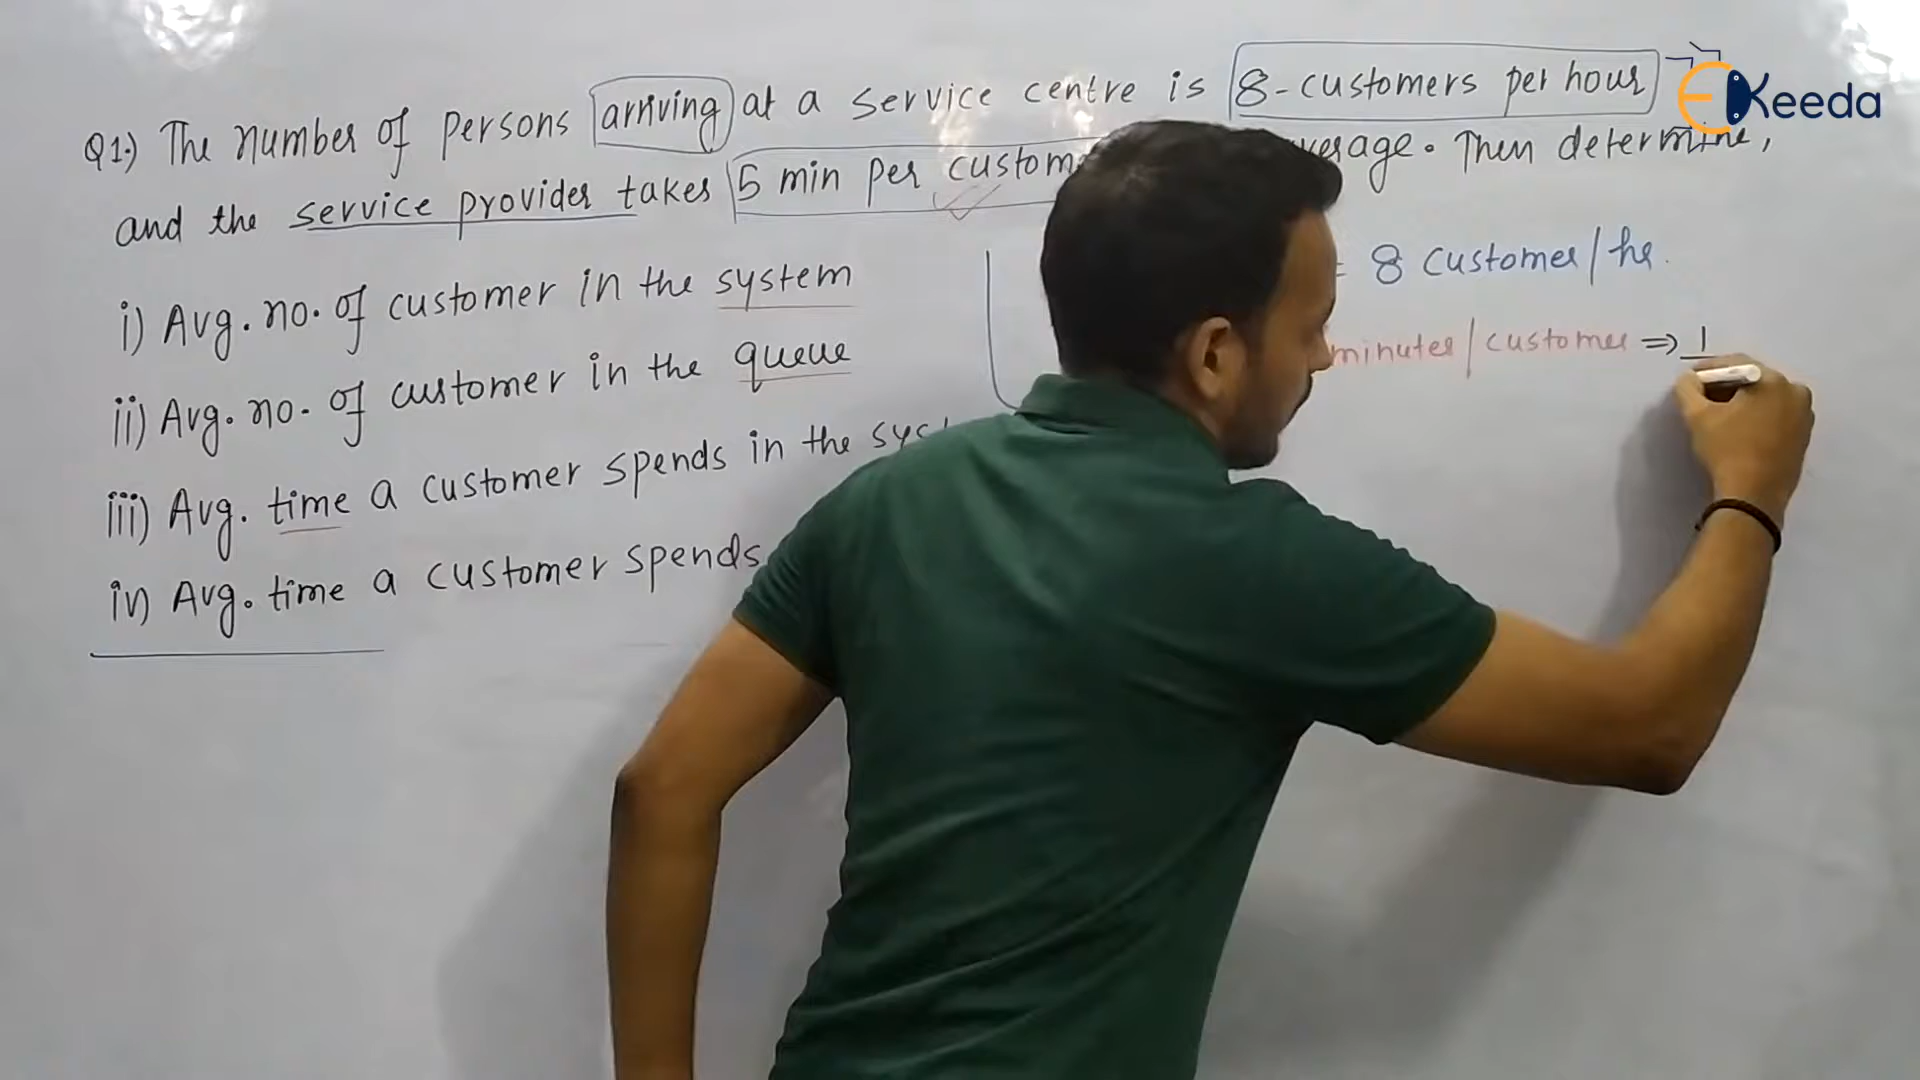 Q1.) The number of persons arriving at a service centre is 8-customers per hour
and the service provider takes 5 min per custom verage. Then determine,
i) Avg. no. of customer in the system
ii) Avg. no. of customer in the queue
iii) Avg. time a customer spends in the sys
iv) Avg. time a customer spends
= 8 customer/hr.
minutes/customer => 1
EKeeda